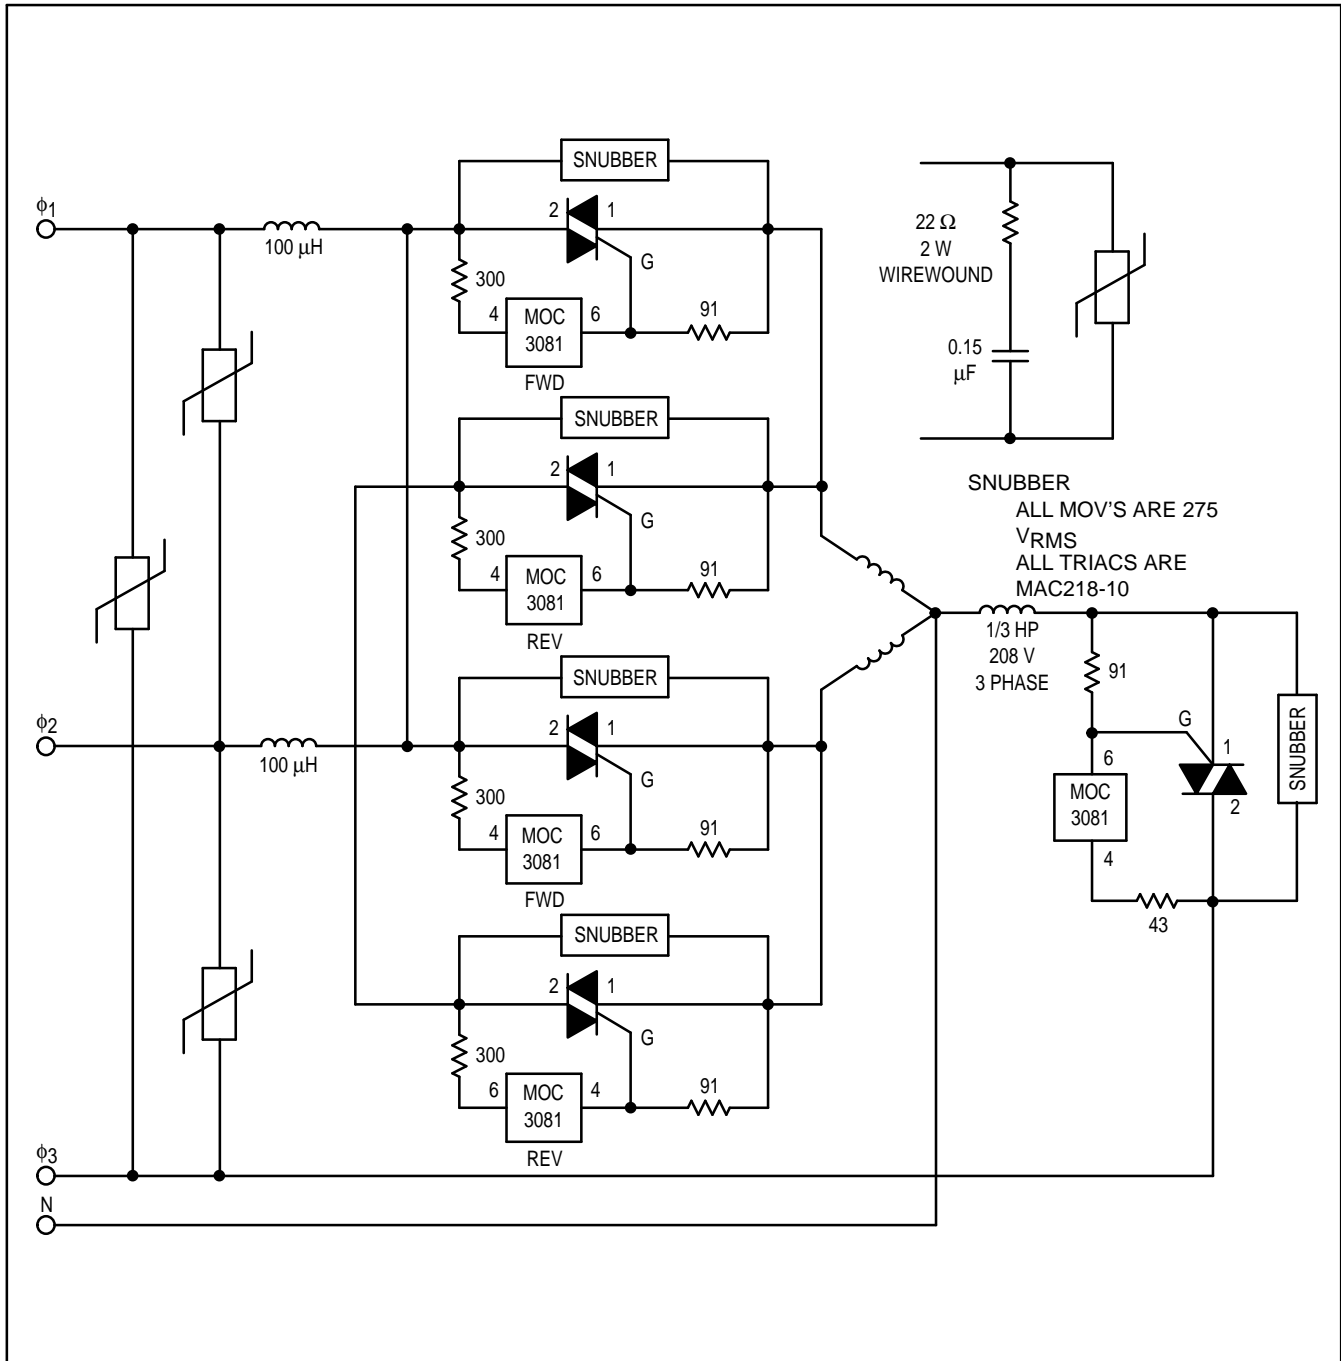 SNUBBER
ϕ1
2 1
100 μH
G
300
91
4
MOC
3081
6
FWD
22 Ω
2 W
WIREWOUND
0.15
μF
SNUBBER
2 1
G
300
91
4
MOC
3081
6
REV
SNUBBER
ALL MOV'S ARE 275
VRMS
ALL TRIACS ARE
MAC218-10
1/3 HP
208 V
3 PHASE
SNUBBER
ϕ2
2 1
100 μH
G
300
91
4
MOC
3081
6
FWD
91
G
6
1
MOC
3081
2
4
43
SNUBBER
SNUBBER
2 1
G
300
91
6
MOC
3081
4
REV
ϕ3
N